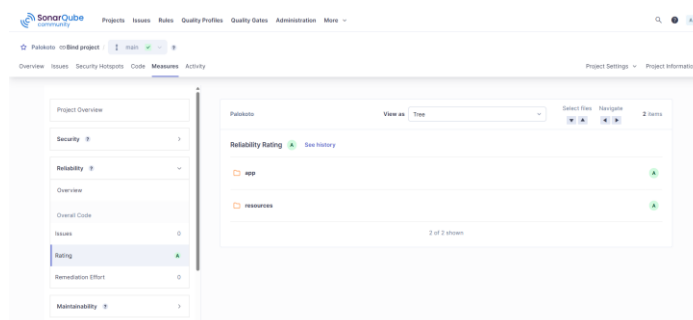 SonarQube community
Projects Issues Rules Quality Profiles Quality Gates Administration More
Palokoto Bind project / main
Overview Issues Security Hotspots Code Measures Activity
Project Settings Project Informatio
Project Overview
Security ?
Reliability ?
Overview
Overall Code
Issues 0
Rating A
Remediation Effort 0
Maintainability ?
Palokoto View as Tree Select files Navigate 2 items
Reliability Rating A See history
app A
resources A
2 of 2 shown